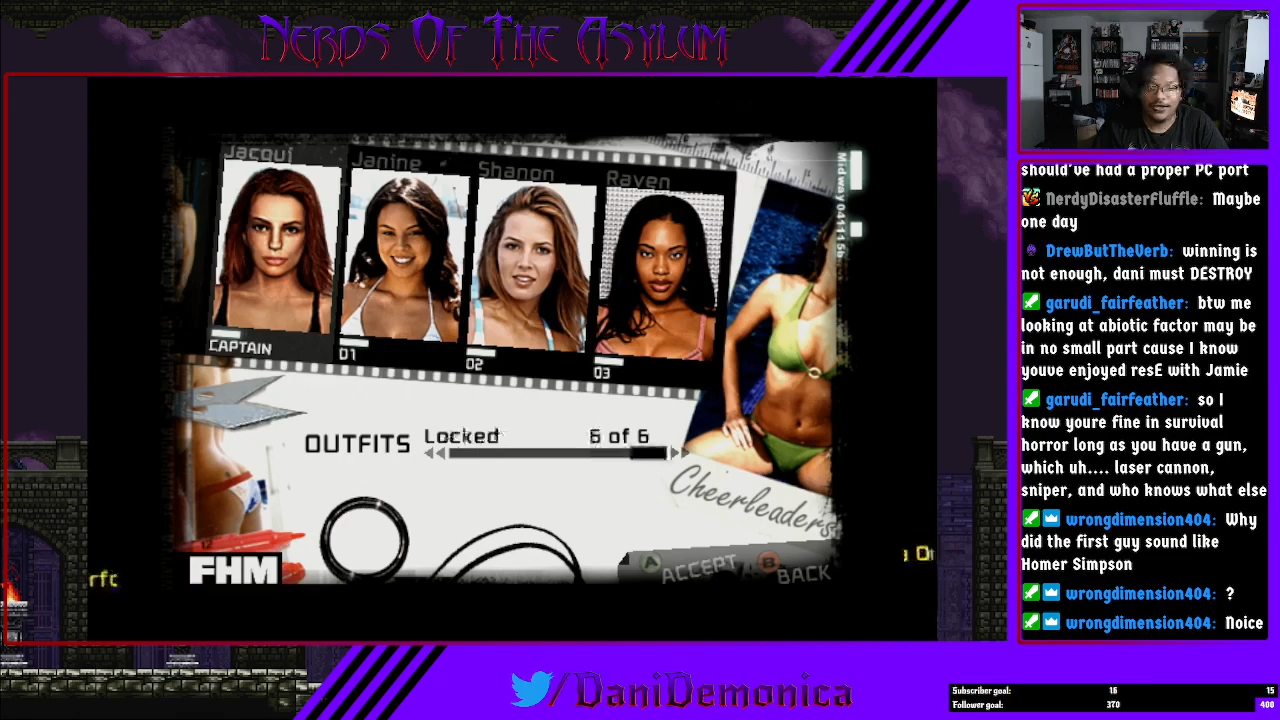 Nerds Of The Asylum
Jacqui
Janine
Shanon
Raven
CAPTAIN
01
02
03
OUTFITS
Locked
6 of 6
Cheerleaders
FHM
A ACCEPT
B BACK
rfc
should've had a proper PC port
NerdyDisasterfluffle: Maybe
one day
DrewButTheVerb: winning is
not enough, dani must DESTROY
garudi_fairfeather: btw me
looking at abiotic factor may be
in no small part cause I know
youve enjoyed resE with Jamie
garudi_fairfeather: so I
know youre fine in survival
horror long as you have a gun,
which uh.... laser cannon,
sniper, and who knows what else
wrongdimension404: Why
did the first guy sound like
Homer Simpson
wrongdimension404: ?
wrongdimension404: Noice
/DaniDemonica
Subscriber goal: 16 15
Follower goal: 370 400